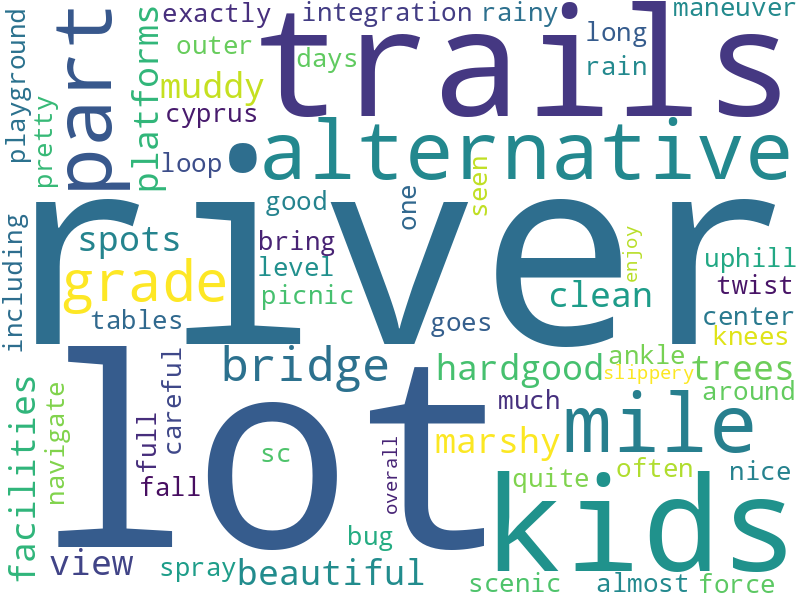 playground
pretty
part
platforms
exactly
integration
rainy
maneuver
outer
days
long
rain
trails
muddy
cyprus
loop
alternative
river
including
spots
grade
tables
good
bring
level
picnic
one
seen
goes
enjoy
clean
uphill
twist
center
knees
lot
bridge
hardgood
ankle
slippery
trees
around
facilities
navigate
careful
full
fall
sc
overall
much
marshy
mile
quite
often
nice
kids
view
spray
bug
beautiful
scenic
almost
force